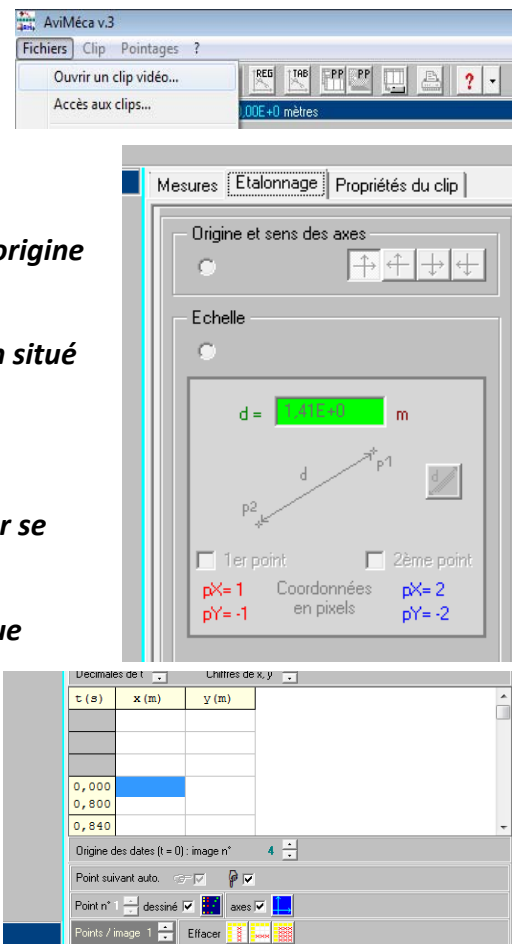 AviMéca v.3
Fichiers Clip Pointages ?
Ouvrir un clip vidéo...
REG TAB PP PP ?
Accès aux clips...
0,00E+0 mètres
Mesures Etalonnage Propriétés du clip
origine
Origine et sens des axes
Echelle
n situé
d = 1,41E+0 m
d
p1
d
p2
r se
1er point 2ème point
pX= 1 Coordonnées pX= 2
pY= -1 en pixels pY= -2
ue
Décimales de t Chiffres de x, y
t(s) x(m) y(m)
0,000
0,800
0,840
Origine des dates (t = 0) : image n° 4
Point suivant auto.
Point n° 1 dessiné axes
Points / image 1 Effacer